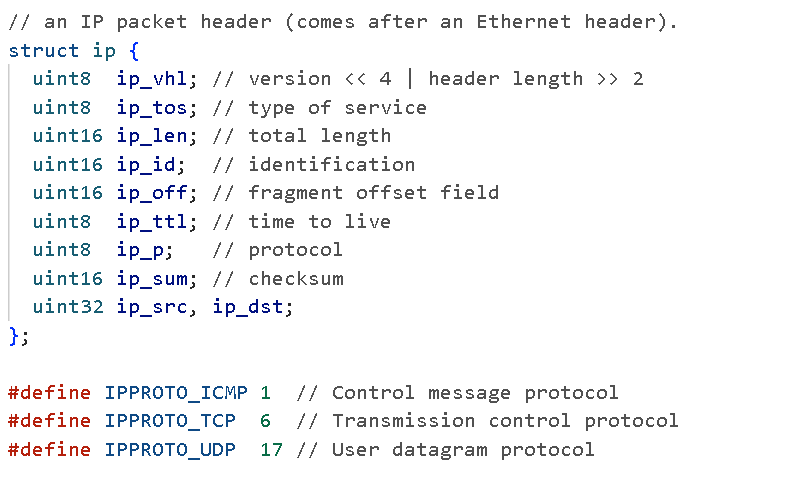 // an IP packet header (comes after an Ethernet header).
struct ip {
  uint8  ip_vhl; // version << 4 | header length >> 2
  uint8  ip_tos; // type of service
  uint16 ip_len; // total length
  uint16 ip_id;  // identification
  uint16 ip_off; // fragment offset field
  uint8  ip_ttl; // time to live
  uint8  ip_p;   // protocol
  uint16 ip_sum; // checksum
  uint32 ip_src, ip_dst;
};

#define IPPROTO_ICMP 1  // Control message protocol
#define IPPROTO_TCP  6  // Transmission control protocol
#define IPPROTO_UDP  17 // User datagram protocol